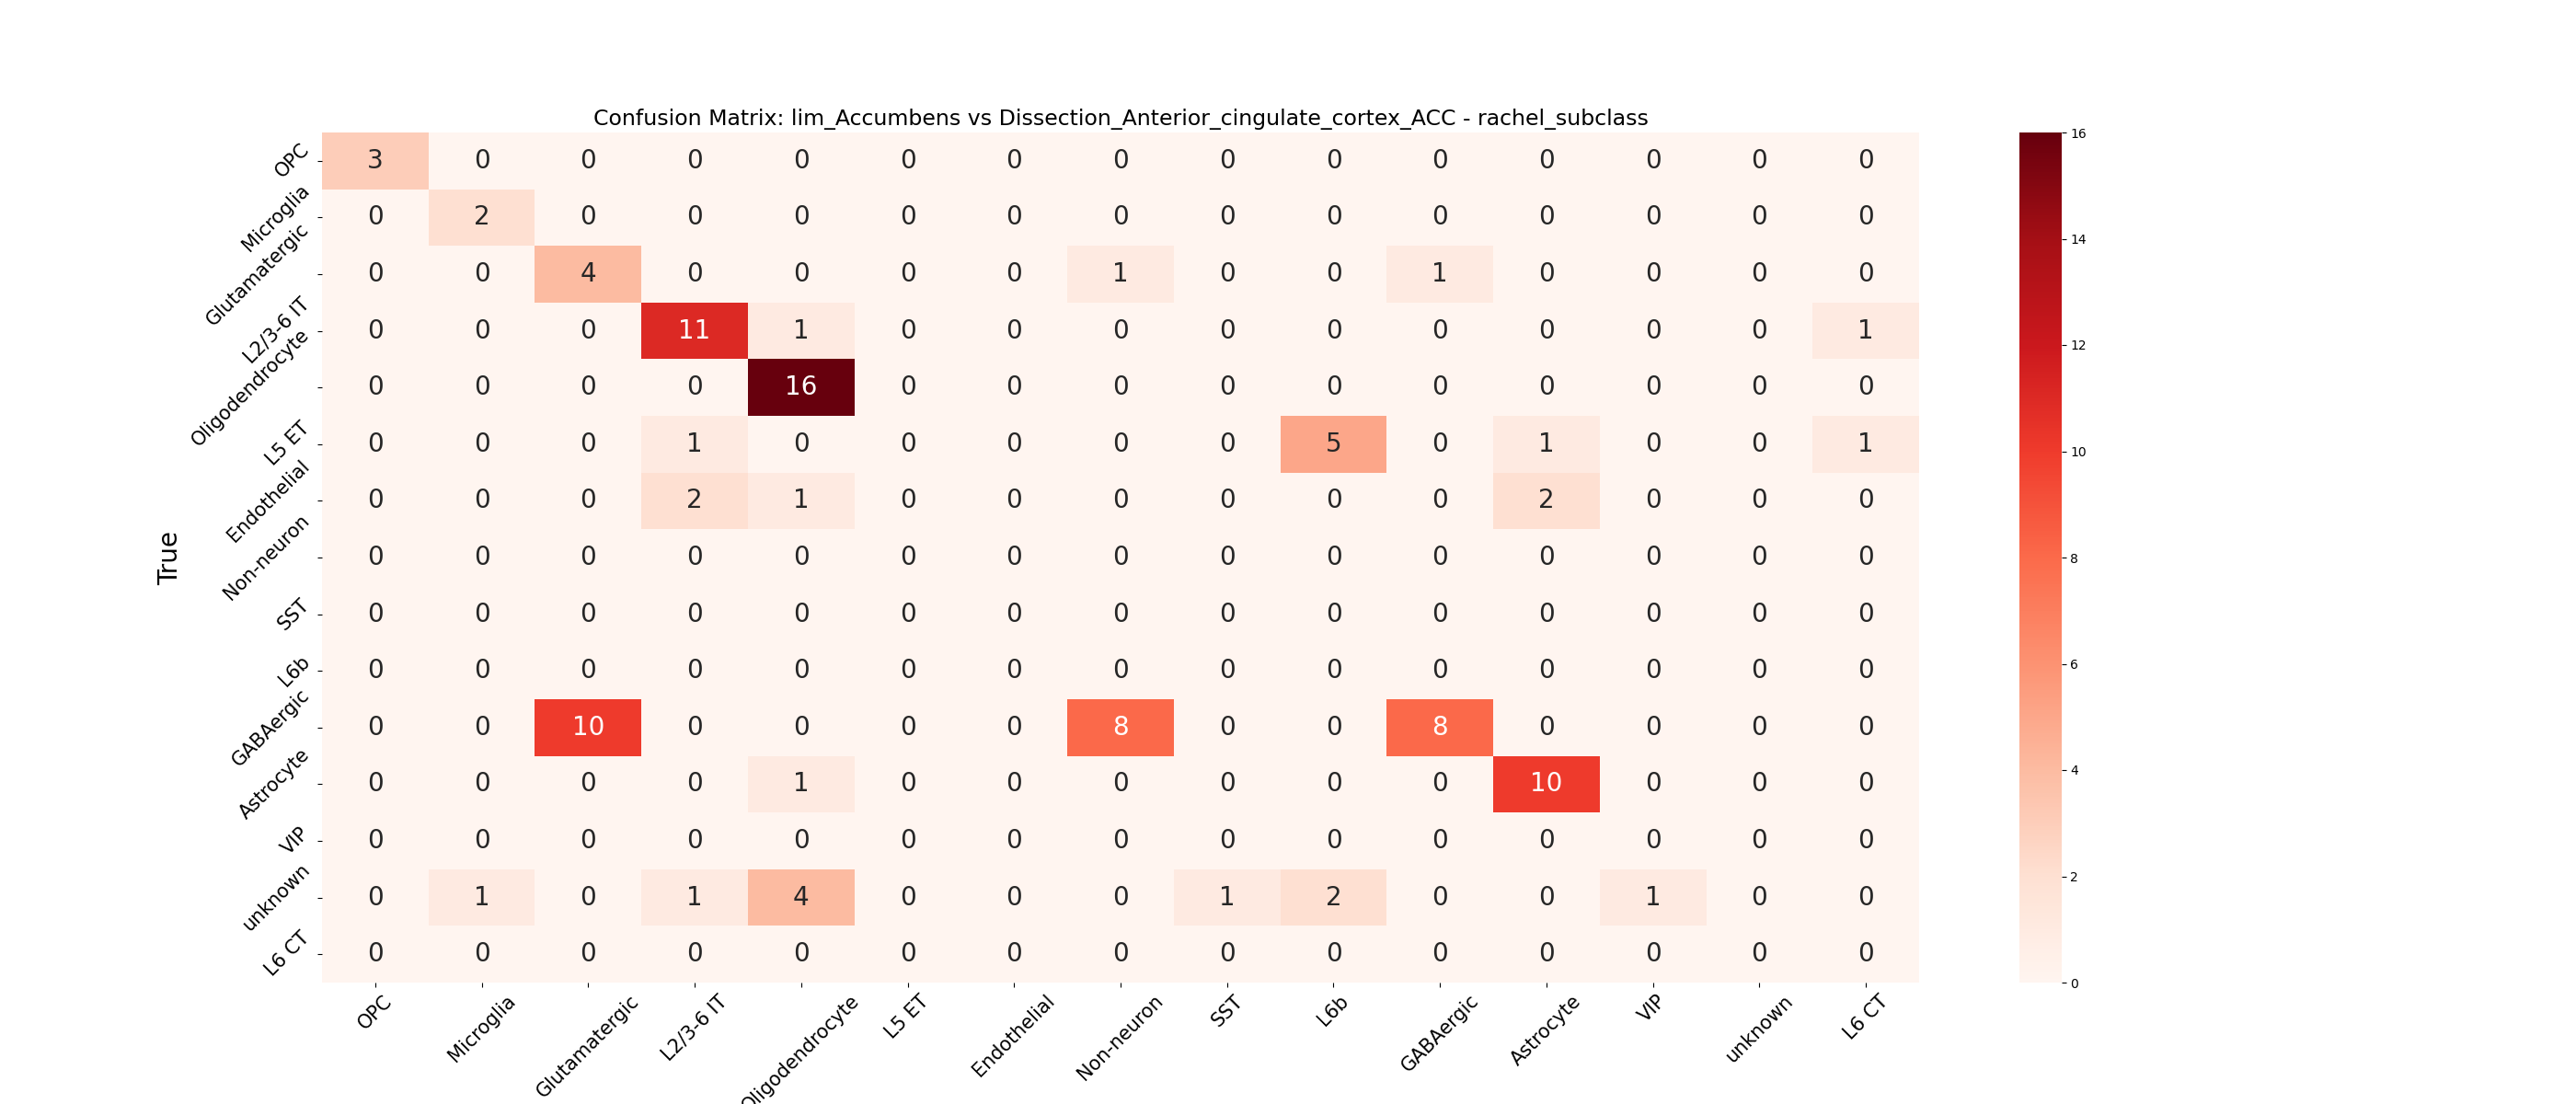 Confusion Matrix: lim_Accumbens vs Dissection_Anterior_cingulate_cortex_ACC - rachel_subclass
OPC 3 0 0 0 0 0 0 0 0 0 0 0 0 0 0
Microglia 0 2 0 0 0 0 0 0 0 0 0 0 0 0 0
Glutamatergic 0 0 4 0 0 0 0 1 0 0 1 0 0 0 0
L2/3-6 IT 0 0 0 11 1 0 0 0 0 0 0 0 0 0 1
Oligodendrocyte 0 0 0 0 16 0 0 0 0 0 0 0 0 0 0
L5 ET 0 0 0 1 0 0 0 0 0 5 0 1 0 0 1
Endothelial 0 0 0 2 1 0 0 0 0 0 0 2 0 0 0
Non-neuron 0 0 0 0 0 0 0 0 0 0 0 0 0 0 0
SST 0 0 0 0 0 0 0 0 0 0 0 0 0 0 0
L6b 0 0 0 0 0 0 0 0 0 0 0 0 0 0 0
GABAergic 0 0 10 0 0 0 0 8 0 0 8 0 0 0 0
Astrocyte 0 0 0 0 1 0 0 0 0 0 0 10 0 0 0
VIP 0 0 0 0 0 0 0 0 0 0 0 0 0 0 0
unknown 0 1 0 1 4 0 0 0 1 2 0 0 1 0 0
L6 CT 0 0 0 0 0 0 0 0 0 0 0 0 0 0 0
True
OPC Microglia Glutamatergic L2/3-6 IT Oligodendrocyte L5 ET Endothelial Non-neuron SST L6b GABAergic Astrocyte VIP unknown L6 CT
16
14
12
10
8
6
4
2
0